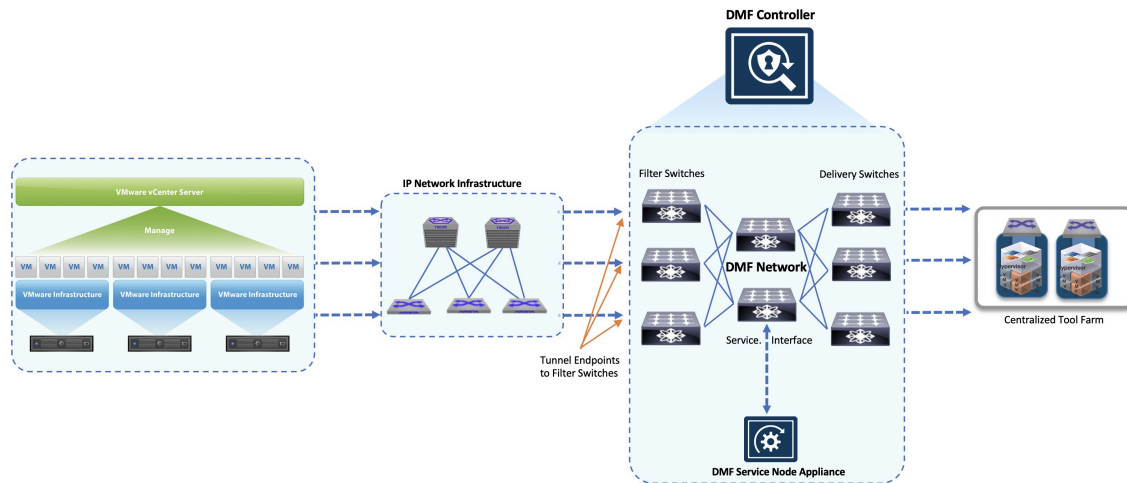 DMF Controller
VMware vCenter Server
Manage
VM VM VM VM VM VM VM VM VM VM VM VM
VMware Infrastructure VMware Infrastructure VMware Infrastructure
IP Network Infrastructure
Tunnel Endpoints
to Filter Switches
Filter Switches
Delivery Switches
DMF Network
Service. Interface
DMF Service Node Appliance
Centralized Tool Farm